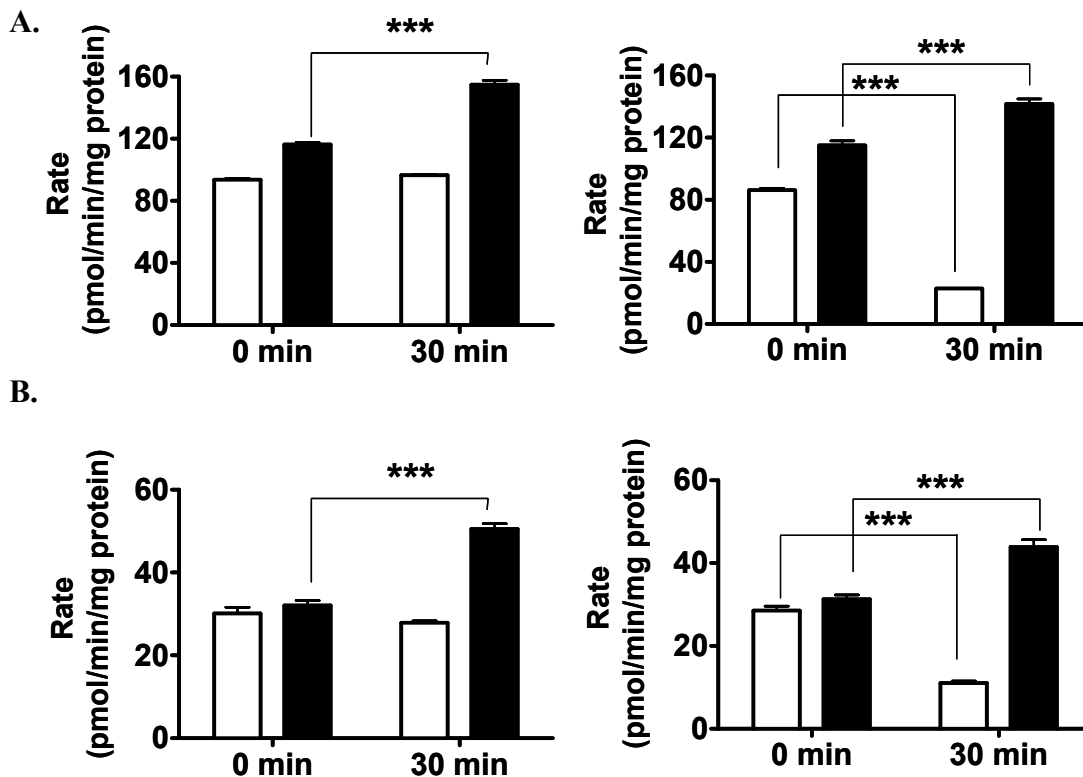 A.
***
160
120
80
40
0
Rate
(pmol/min/mg protein)
0 min
30 min
***
***
160
120
80
40
0
Rate
(pmol/min/mg protein)
0 min
30 min
B.
***
60
40
20
0
Rate
(pmol/min/mg protein)
0 min
30 min
***
***
60
40
20
0
Rate
(pmol/min/mg protein)
0 min
30 min